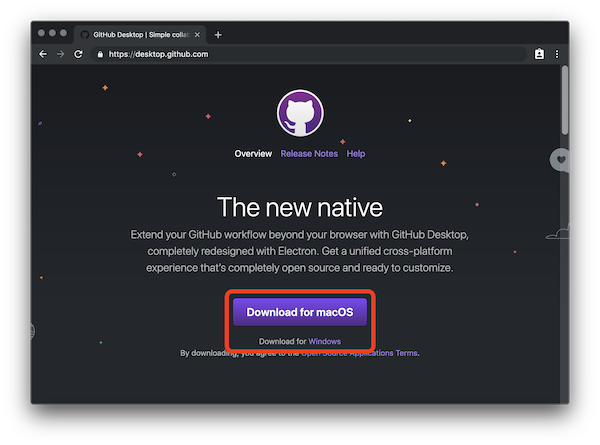 GitHub Desktop | Simple collab
https://desktop.github.com
Overview Release Notes Help
The new native
Extend your GitHub workflow beyond your browser with GitHub Desktop,
completely redesigned with Electron. Get a unified cross-platform
experience that's completely open source and ready to customize.
Download for macOS
Download for Windows
By downloading, you agree to the Open Source Applications Terms.